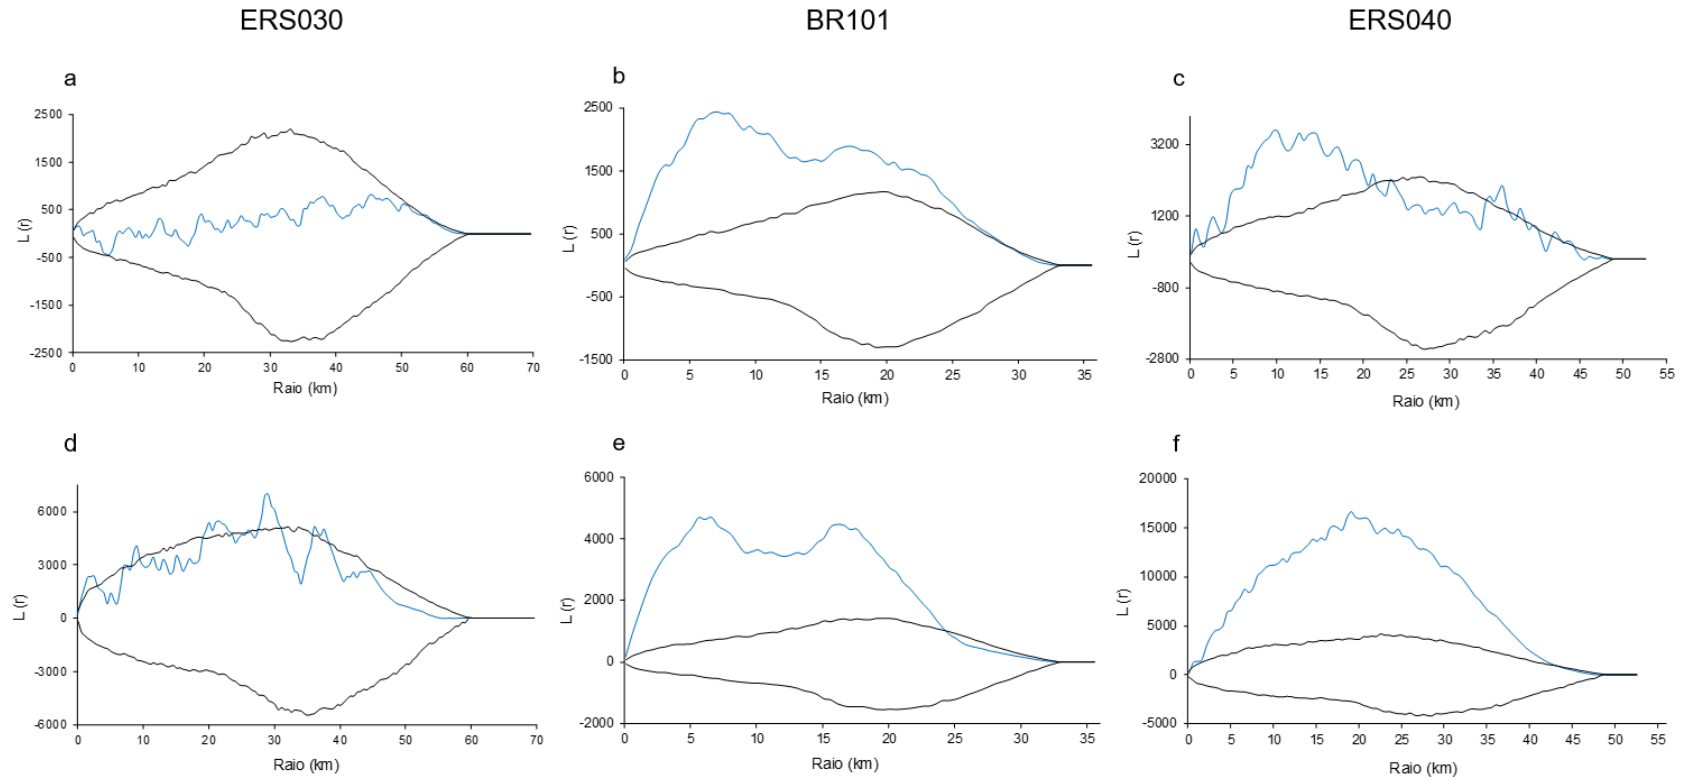 ERS030 BR101 ERS040
a b c
2500 1500 500 -500 -1500 -2500
L (r)
0 10 20 30 40 50 60 70
Raio (km)
2500 1500 500 -500 -1500
L (r)
0 5 10 15 20 25 30 35
Raio (km)
3200 1200 -800 -2800
L (r)
0 5 10 15 20 25 30 35 40 45 50 55
Raio (km)
d e f
6000 3000 0 -3000 -6000
L (r)
0 10 20 30 40 50 60 70
Raio (km)
6000 4000 2000 0 -2000
L (r)
0 5 10 15 20 25 30 35
Raio (km)
20000 15000 10000 5000 0 -5000
L (r)
0 5 10 15 20 25 30 35 40 45 50 55
Raio (km)